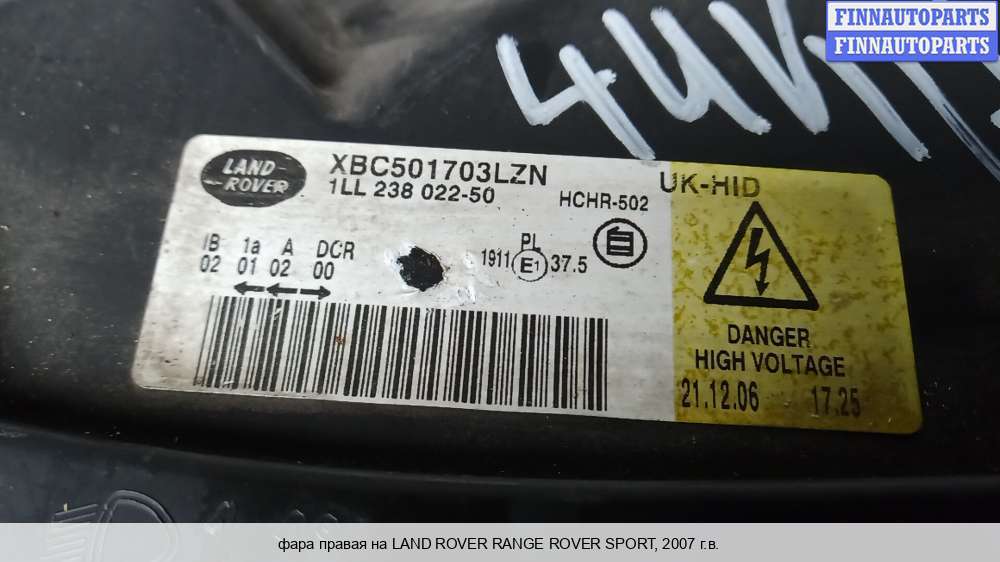 FINNAUTOPARTS
FINNAUTOPARTS
LAND
ROVER
XBC501703LZN
1LL 238 022-50
HCHR-502
UK-HID
IB 1a A DCR
02 01 02 00
PL
1911 E1 37.5
DANGER
HIGH VOLTAGE
21.12.06 17.25
фара правая на LAND ROVER RANGE ROVER SPORT, 2007 г.в.